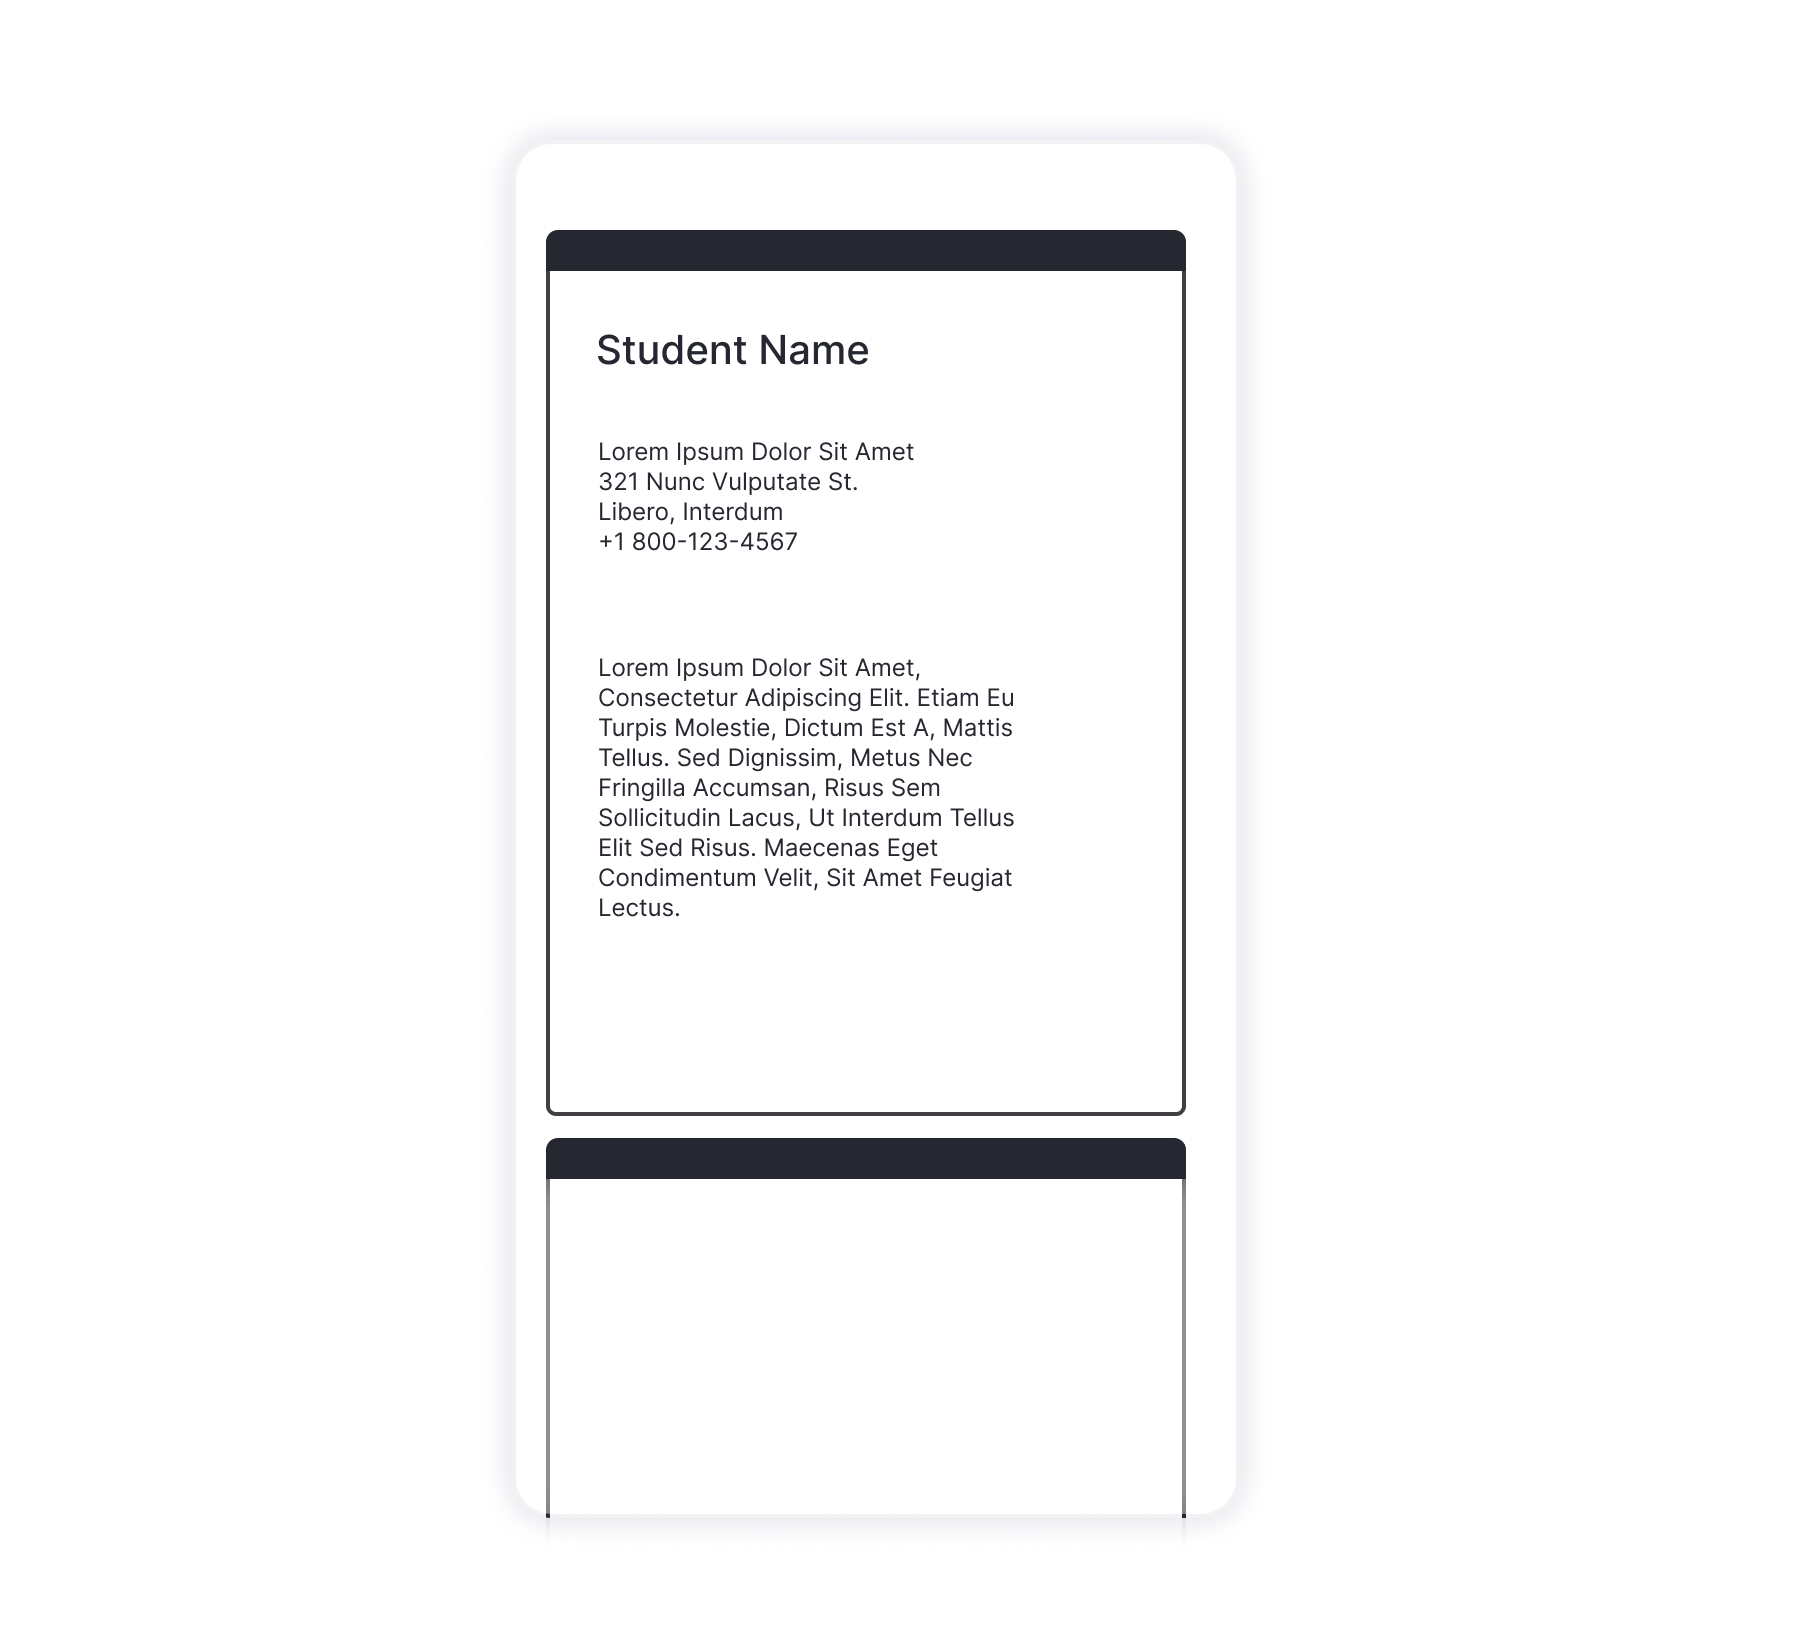 Student Name
Lorem Ipsum Dolor Sit Amet
321 Nunc Vulputate St.
Libero, Interdum
+1 800-123-4567
Lorem Ipsum Dolor Sit Amet,
Consectetur Adipiscing Elit. Etiam Eu
Turpis Molestie, Dictum Est A, Mattis
Tellus. Sed Dignissim, Metus Nec
Fringilla Accumsan, Risus Sem
Sollicitudin Lacus, Ut Interdum Tellus
Elit Sed Risus. Maecenas Eget
Condimentum Velit, Sit Amet Feugiat
Lectus.